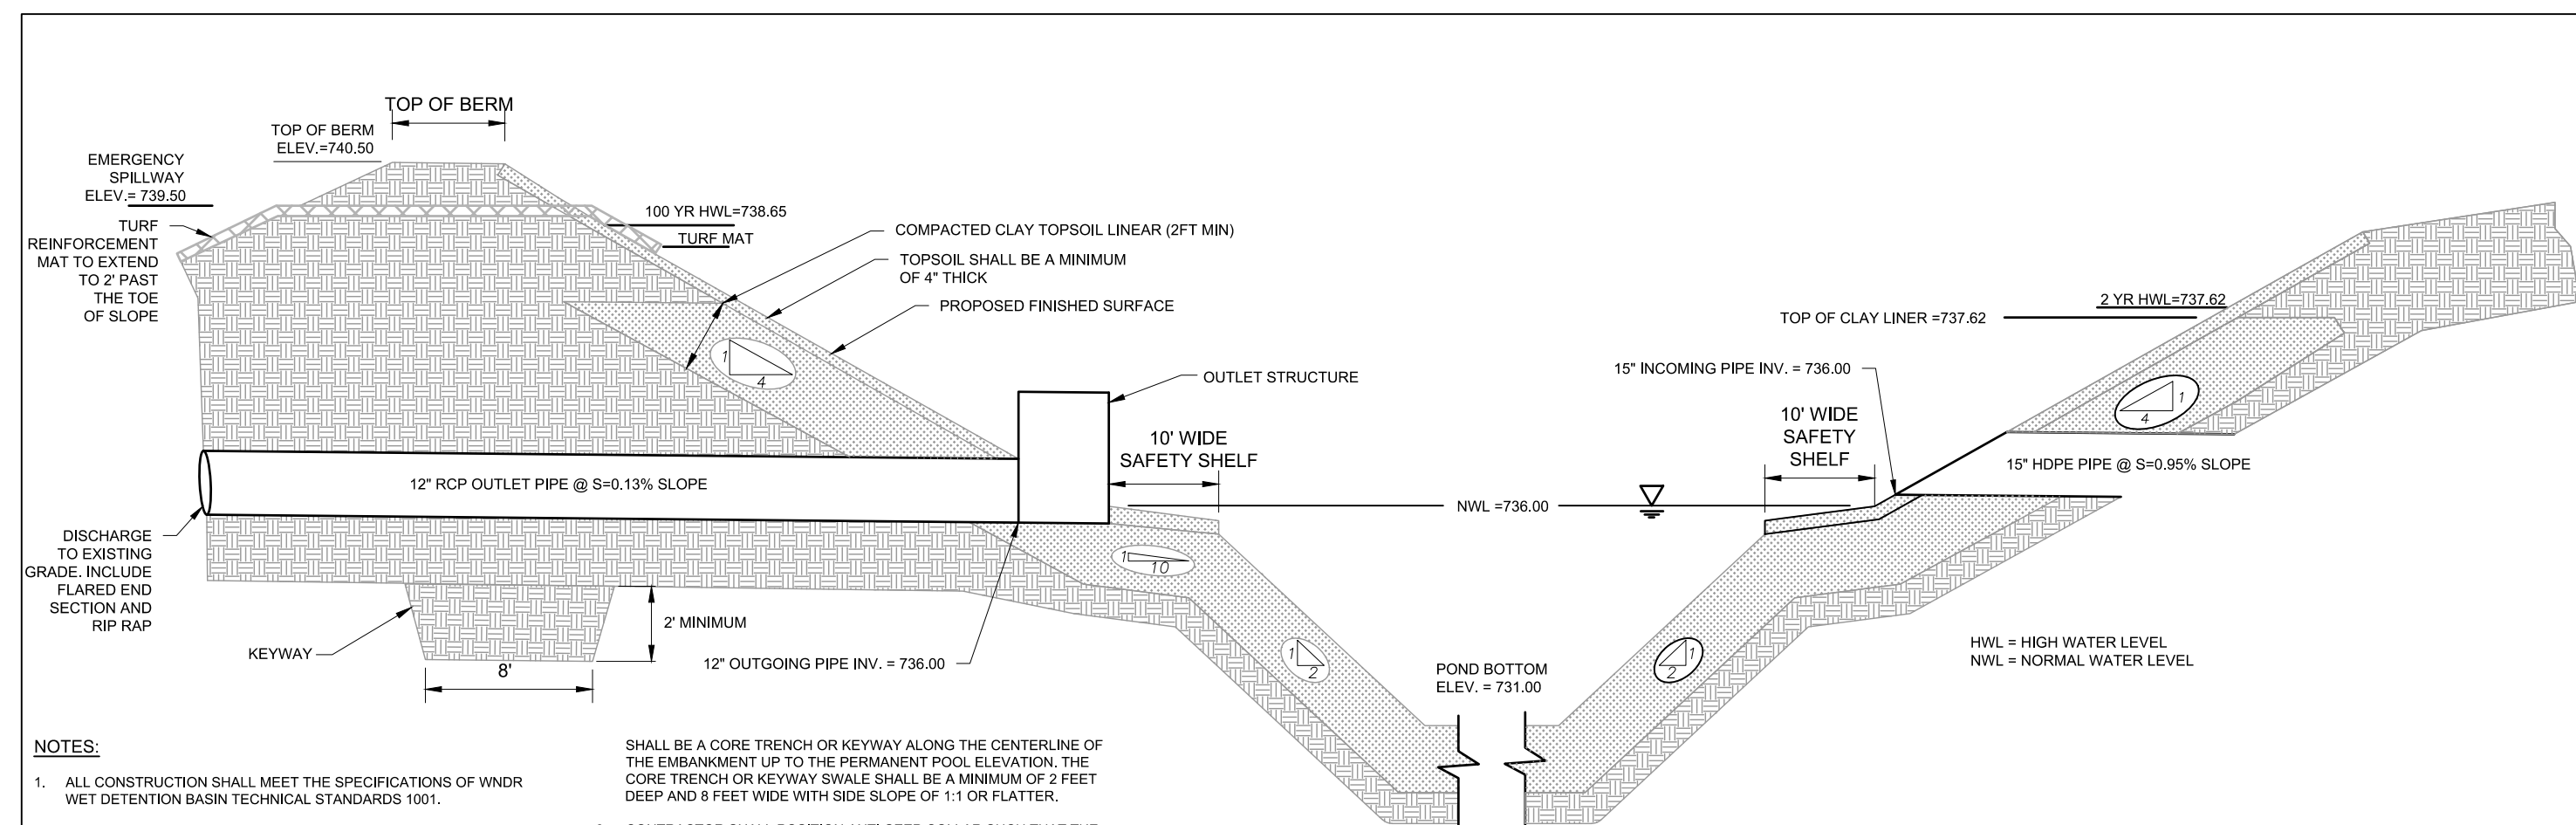 TOP OF BERM
TOP OF BERM
ELEV.=740.50
EMERGENCY
SPILLWAY
ELEV.= 739.50
TURF
REINFORCEMENT
MAT TO EXTEND
TO 2' PAST
THE TOE
OF SLOPE
100 YR HWL=738.65
TURF MAT
COMPACTED CLAY TOPSOIL LINEAR (2FT MIN)
TOPSOIL SHALL BE A MINIMUM
OF 4" THICK
PROPOSED FINISHED SURFACE
1
4
OUTLET STRUCTURE
10' WIDE
SAFETY SHELF
12" RCP OUTLET PIPE @ S=0.13% SLOPE
DISCHARGE
TO EXISTING
GRADE. INCLUDE
FLARED END
SECTION AND
RIP RAP
KEYWAY
8'
2' MINIMUM
12" OUTGOING PIPE INV. = 736.00
1
10
1
2
NWL =736.00
POND BOTTOM
ELEV. = 731.00
2 YR HWL=737.62
TOP OF CLAY LINER =737.62
15" INCOMING PIPE INV. = 736.00
10' WIDE
SAFETY
SHELF
1
4
15" HDPE PIPE @ S=0.95% SLOPE
1
2
HWL = HIGH WATER LEVEL
NWL = NORMAL WATER LEVEL
NOTES:
1. ALL CONSTRUCTION SHALL MEET THE SPECIFICATIONS OF WNDR
WET DETENTION BASIN TECHNICAL STANDARDS 1001.
SHALL BE A CORE TRENCH OR KEYWAY ALONG THE CENTERLINE OF
THE EMBANKMENT UP TO THE PERMANENT POOL ELEVATION. THE
CORE TRENCH OR KEYWAY SWALE SHALL BE A MINIMUM OF 2 FEET
DEEP AND 8 FEET WIDE WITH SIDE SLOPE OF 1:1 OR FLATTER.